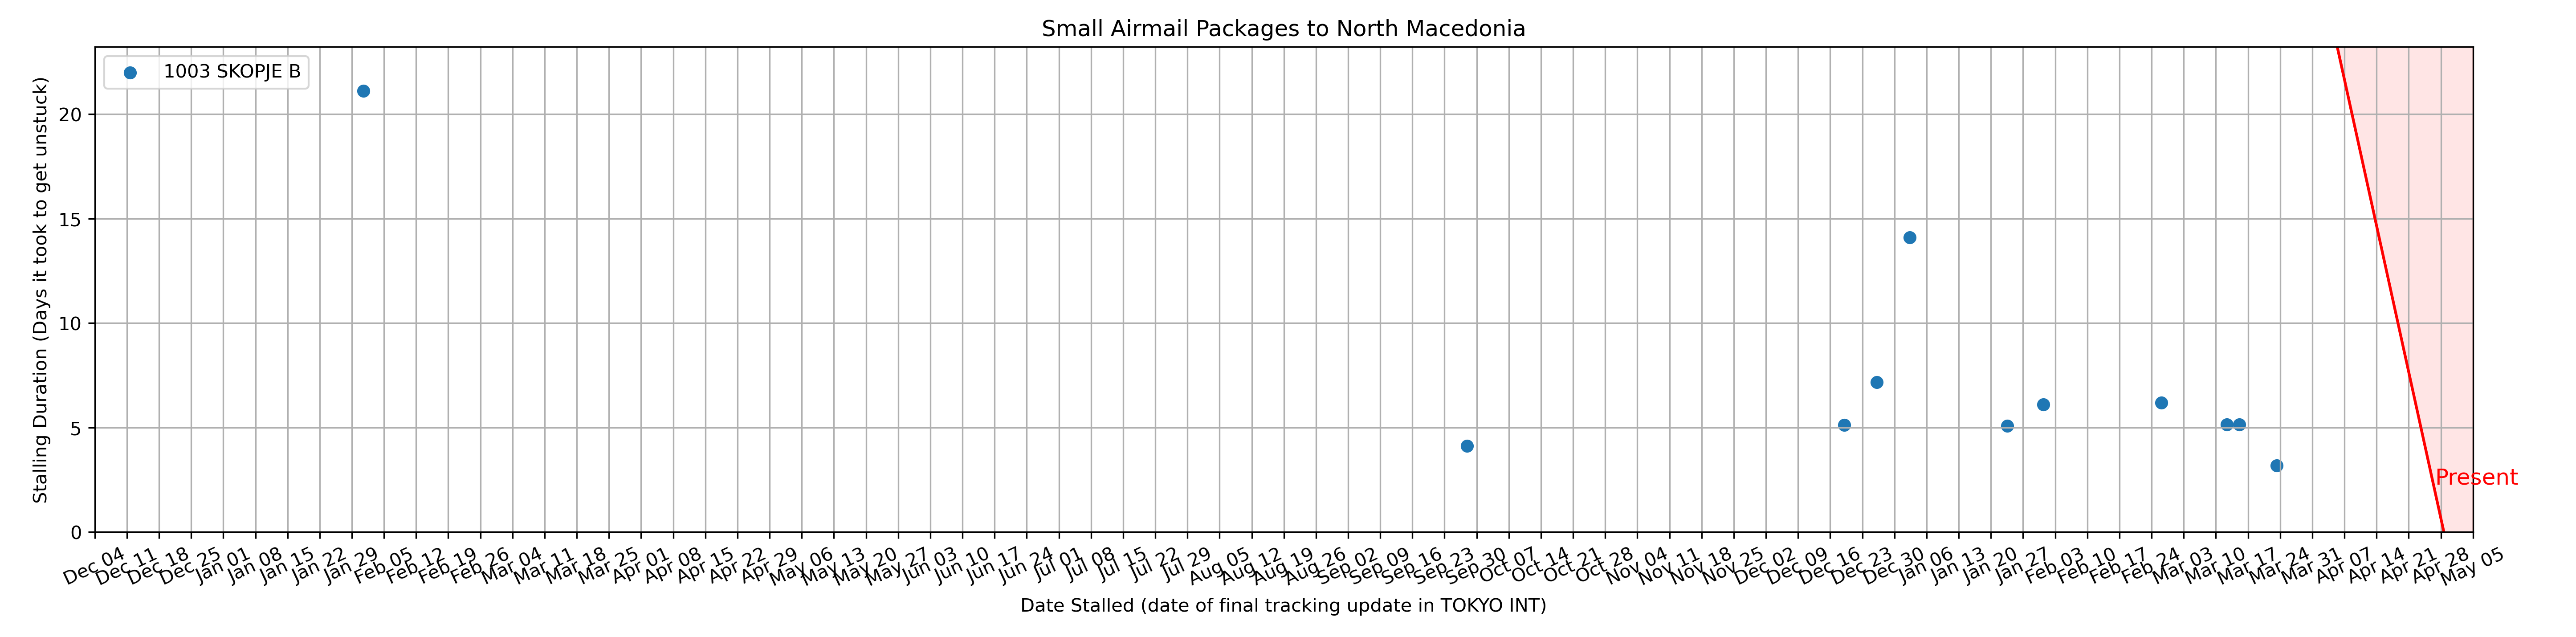 Small Airmail Packages to North Macedonia
1003 SKOPJE B
Stalling Duration (Days it took to get unstuck)
20
15
10
5
0
Present
Dec 04
Dec 11
Dec 18
Dec 25
Jan 01
Jan 08
Jan 15
Jan 22
Jan 29
Feb 05
Feb 12
Feb 19
Feb 26
Mar 04
Mar 11
Mar 18
Mar 25
Apr 01
Apr 08
Apr 15
Apr 22
Apr 29
May 06
May 13
May 20
May 27
Jun 03
Jun 10
Jun 17
Jun 24
Jul 01
Jul 08
Jul 15
Jul 22
Jul 29
Aug 05
Aug 12
Aug 19
Aug 26
Sep 02
Sep 09
Sep 16
Sep 23
Sep 30
Oct 07
Oct 14
Oct 21
Oct 28
Nov 04
Nov 11
Nov 18
Nov 25
Dec 02
Dec 09
Dec 16
Dec 23
Dec 30
Jan 06
Jan 13
Jan 20
Jan 27
Feb 03
Feb 10
Feb 17
Feb 24
Mar 03
Mar 10
Mar 17
Mar 24
Mar 31
Apr 07
Apr 14
Apr 21
Apr 28
May 05
Date Stalled (date of final tracking update in TOKYO INT)